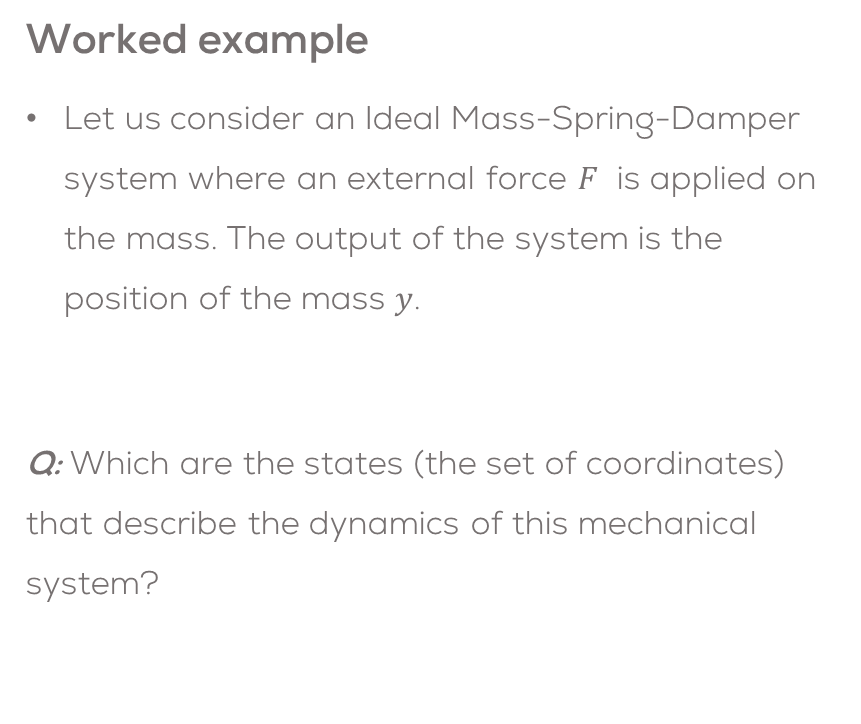 Worked example
• Let us consider an Ideal Mass-Spring-Damper
system where an external force F is applied on
the mass. The output of the system is the
position of the mass y.
Q: Which are the states (the set of coordinates)
that describe the dynamics of this mechanical
system?